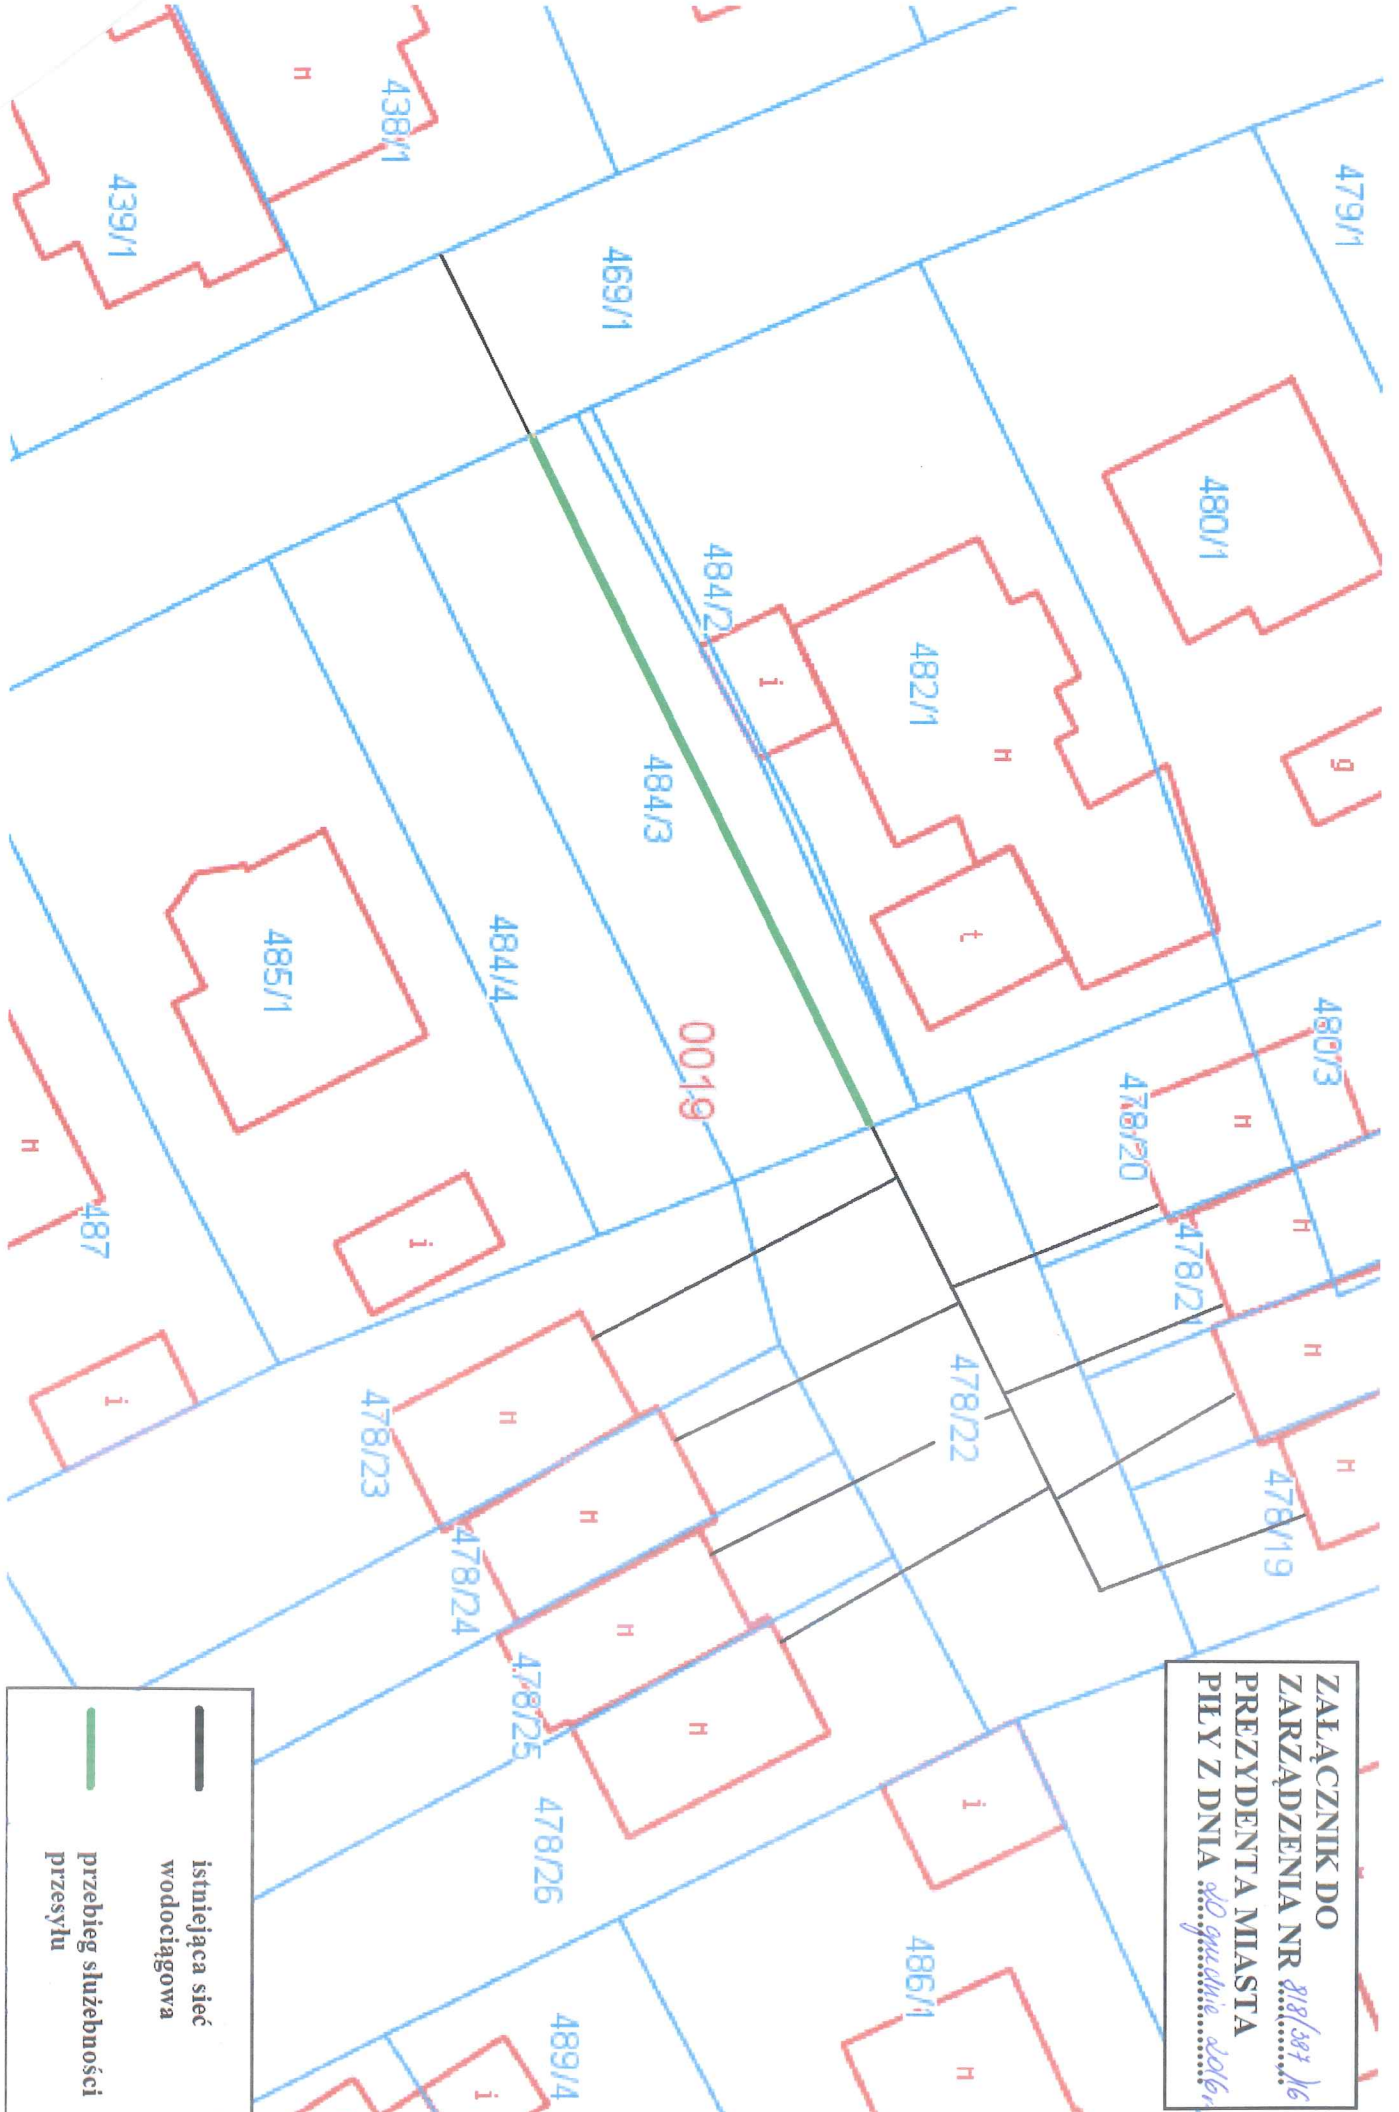 ZAŁĄCZNIK DO
ZARZĄDZENIA NR 818/387/16
PREZYDENTA MIASTA
PIŁY Z DNIA 20 grudnia 2016r.
479/1
480/1
g
480/3
H
478/20
H
478/21
H
H
478/19
482/1
H
i
t
484/2
469/1
438/1
H
439/1
484/3
0019
478/22
484/4
485/1
i
H
487
i
478/23
H
478/24
H
478/25
H
478/26
H
i
486/1
H
489/4
i
istniejąca sieć
wodociągowa
przebieg służebności
przesyłu